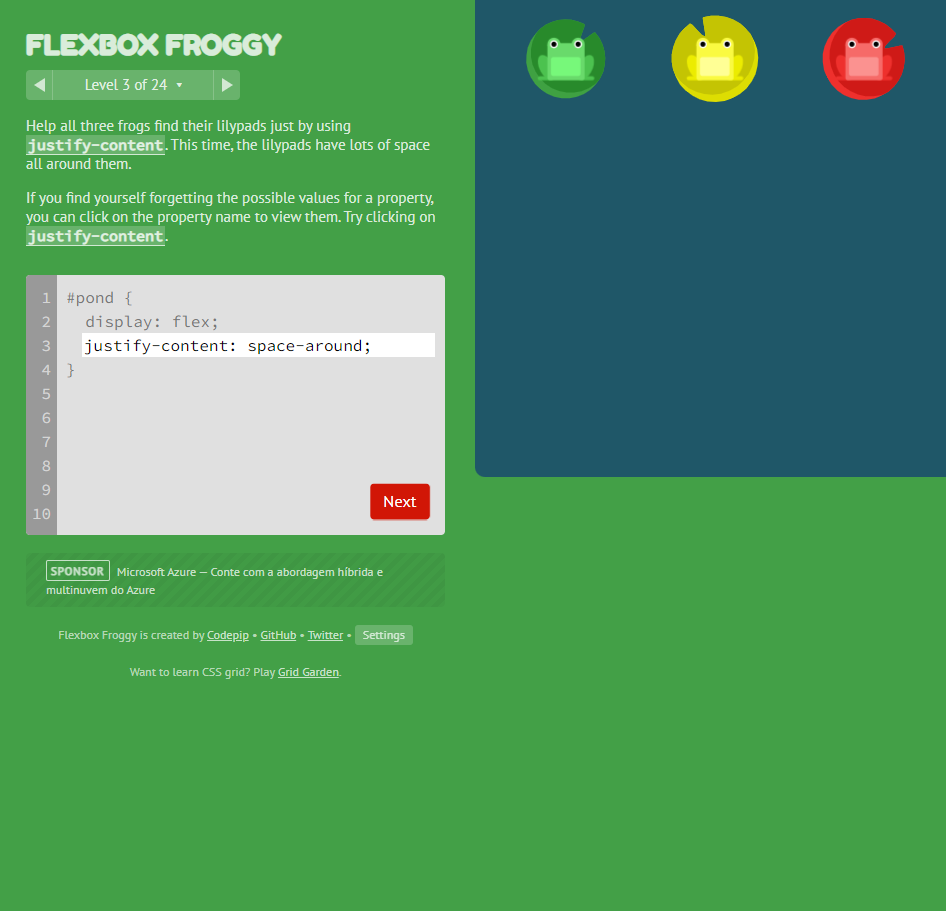 FLEXBOX FROGGY
Level 3 of 24
Help all three frogs find their lilypads just by using
justify-content. This time, the lilypads have lots of space
all around them.
If you find yourself forgetting the possible values for a property,
you can click on the property name to view them. Try clicking on
justify-content.
1 #pond {
2 display: flex;
3 justify-content: space-around;
4 }
5
6
7
8
9
10
Next
SPONSOR Microsoft Azure — Conte com a abordagem híbrida e
multinuvem do Azure
Flexbox Froggy is created by Codepip • GitHub • Twitter • Settings
Want to learn CSS grid? Play Grid Garden.